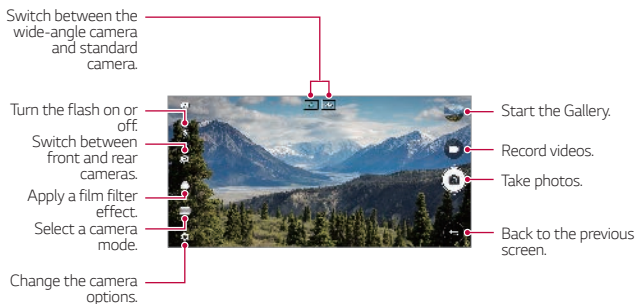 Switch between the
wide-angle camera
and standard
camera.
Turn the flash on or
off.
Switch between
front and rear
cameras.
Apply a film filter
effect.
Select a camera
mode.
Change the camera
options.
Start the Gallery.
Record videos.
Take photos.
Back to the previous
screen.